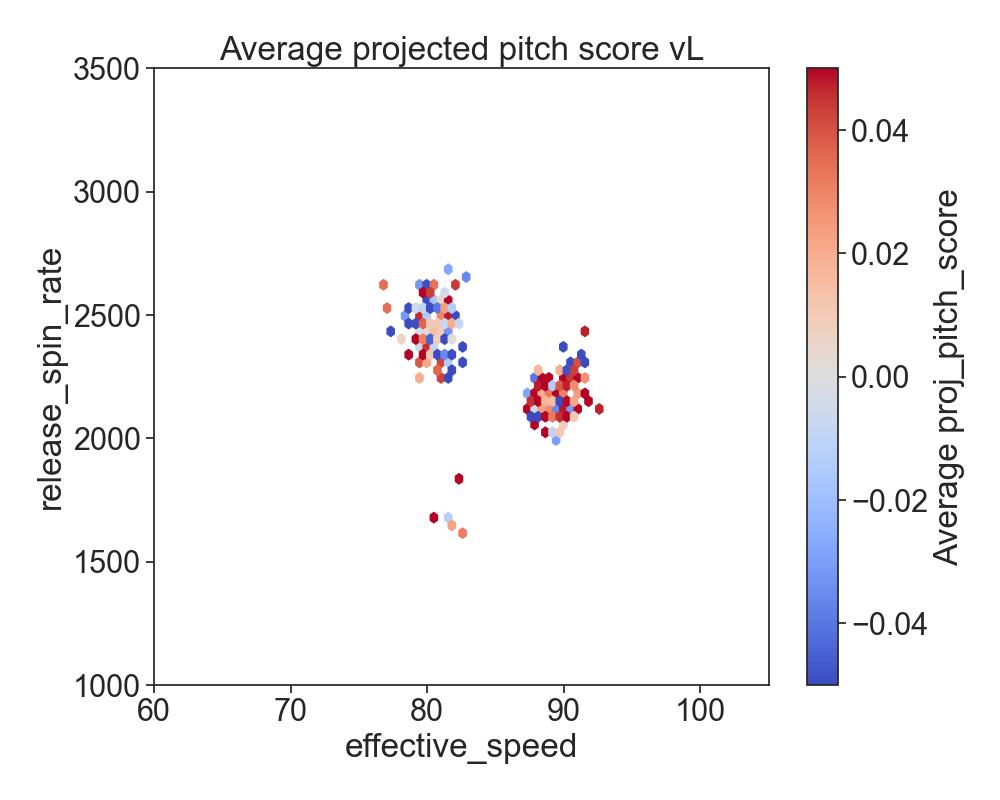 Average projected pitch score vL
3500
3000
2500
2000
1500
1000
release_spin_rate
60 70 80 90 100
effective_speed
0.04
0.02
0.00
−0.02
−0.04
Average proj_pitch_score